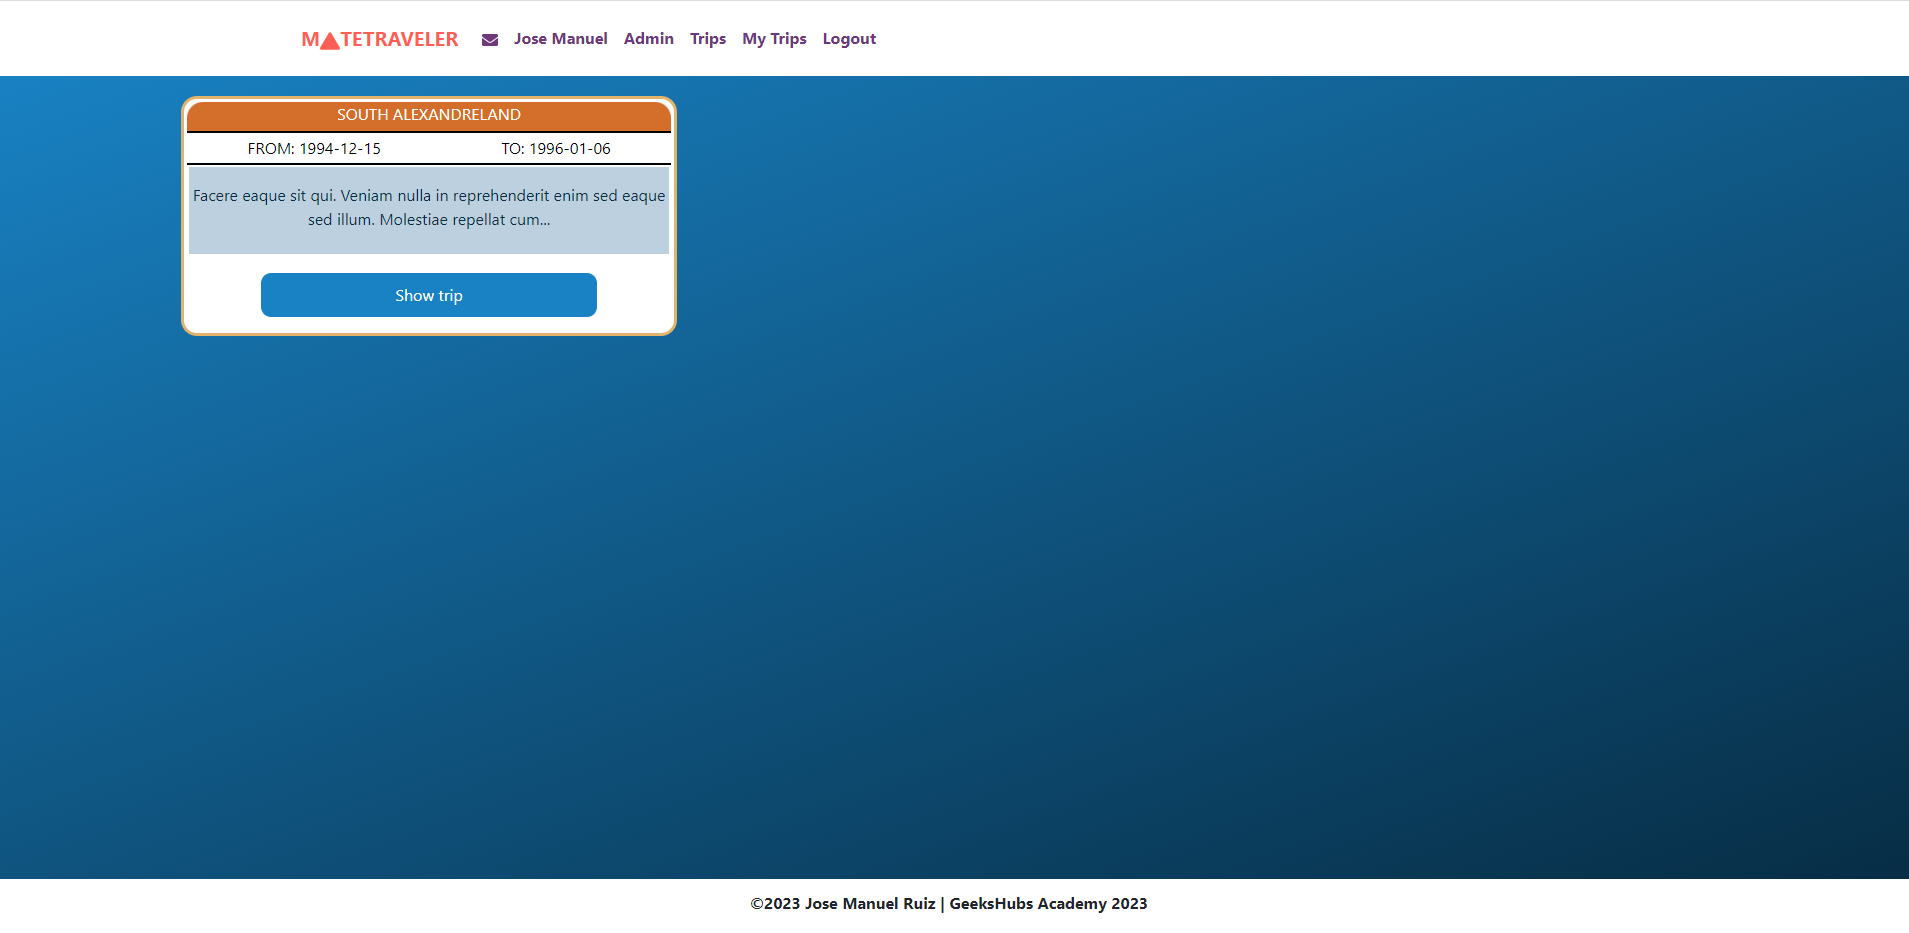 M▲TETRAVELER Jose Manuel Admin Trips My Trips Logout
SOUTH ALEXANDRELAND
FROM: 1994-12-15 TO: 1996-01-06
Facere eaque sit qui. Veniam nulla in reprehenderit enim sed eaque
sed illum. Molestiae repellat cum...
Show trip
©2023 Jose Manuel Ruiz | GeeksHubs Academy 2023